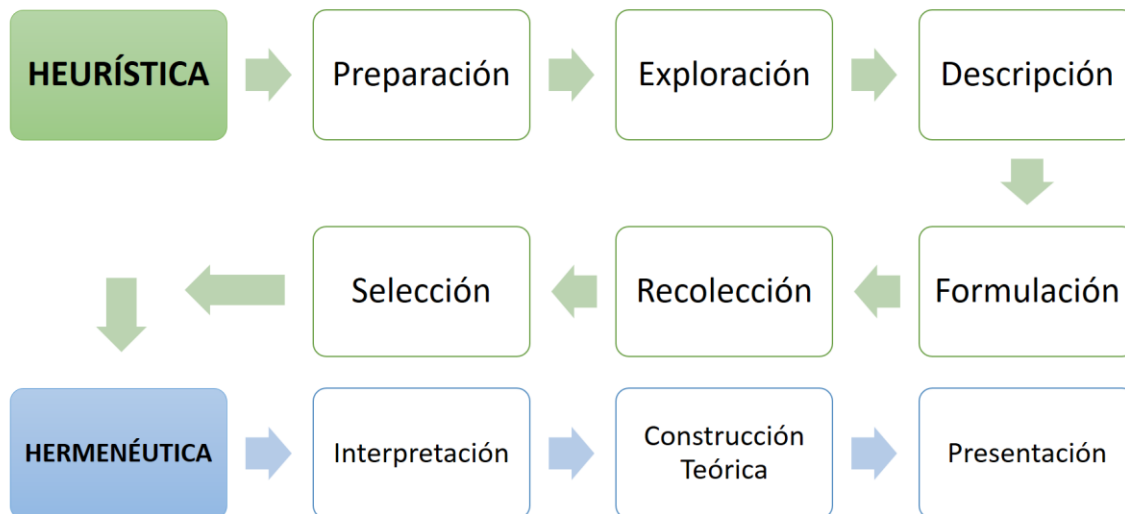 HEURÍSTICA
Preparación
Exploración
Descripción
Selección
Recolección
Formulación
HERMENÉUTICA
Interpretación
Construcción
Teórica
Presentación